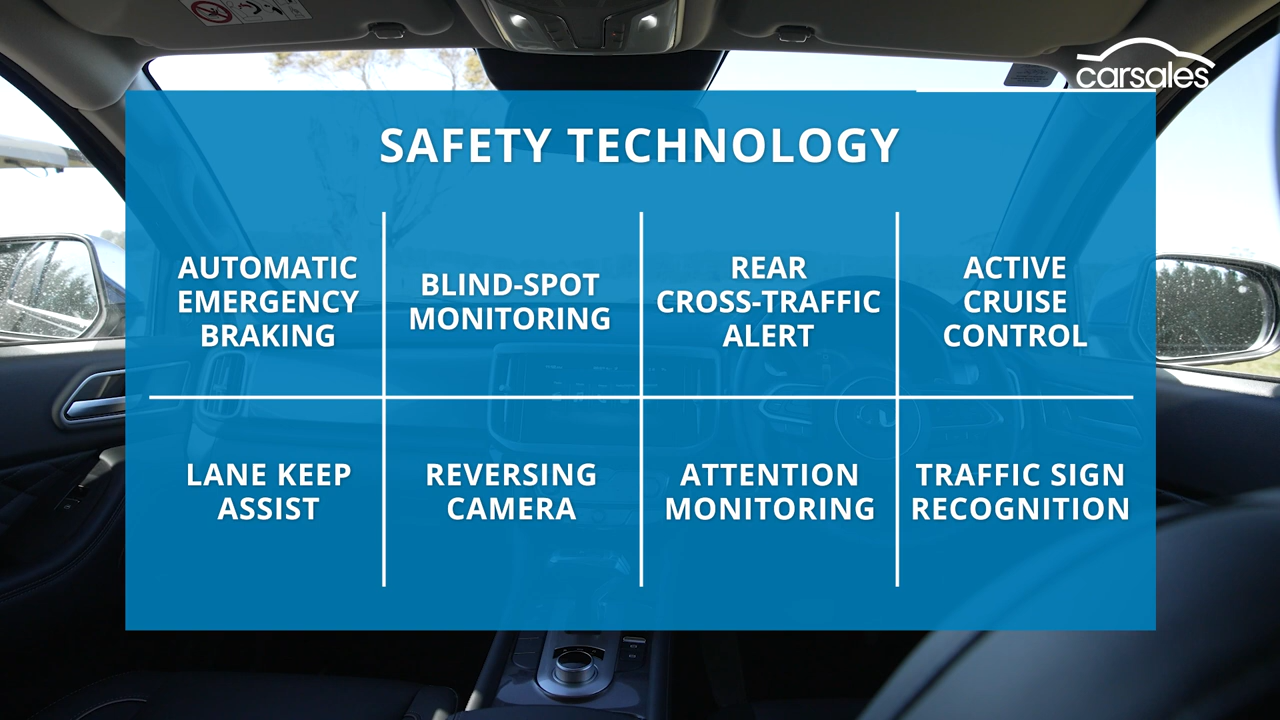 carsales
SAFETY TECHNOLOGY
AUTOMATIC
EMERGENCY
BRAKING
BLIND-SPOT
MONITORING
REAR
CROSS-TRAFFIC
ALERT
ACTIVE
CRUISE
CONTROL
LANE KEEP
ASSIST
REVERSING
CAMERA
ATTENTION
MONITORING
TRAFFIC SIGN
RECOGNITION